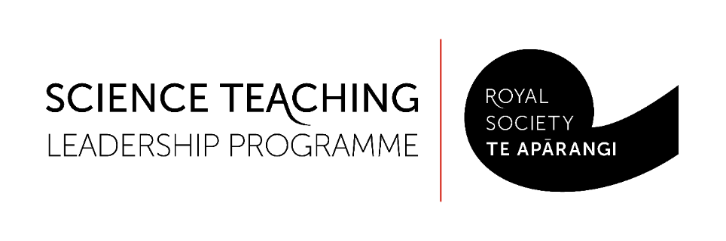 SCIENCE TEACHING
LEADERSHIP PROGRAMME
ROYAL
SOCIETY
TE APĀRANGI